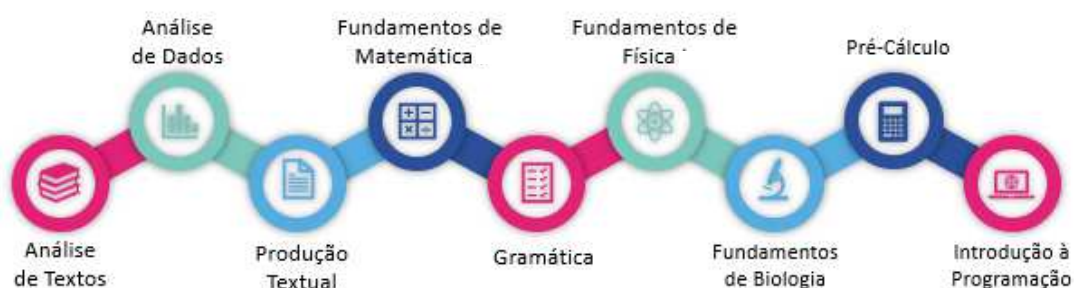 Análise
de Dados
Fundamentos de
Matemática
Fundamentos de
Física
Pré-Cálculo
Análise
de Textos
Produção
Textual
Gramática
Fundamentos
de Biologia
Introdução à
Programação